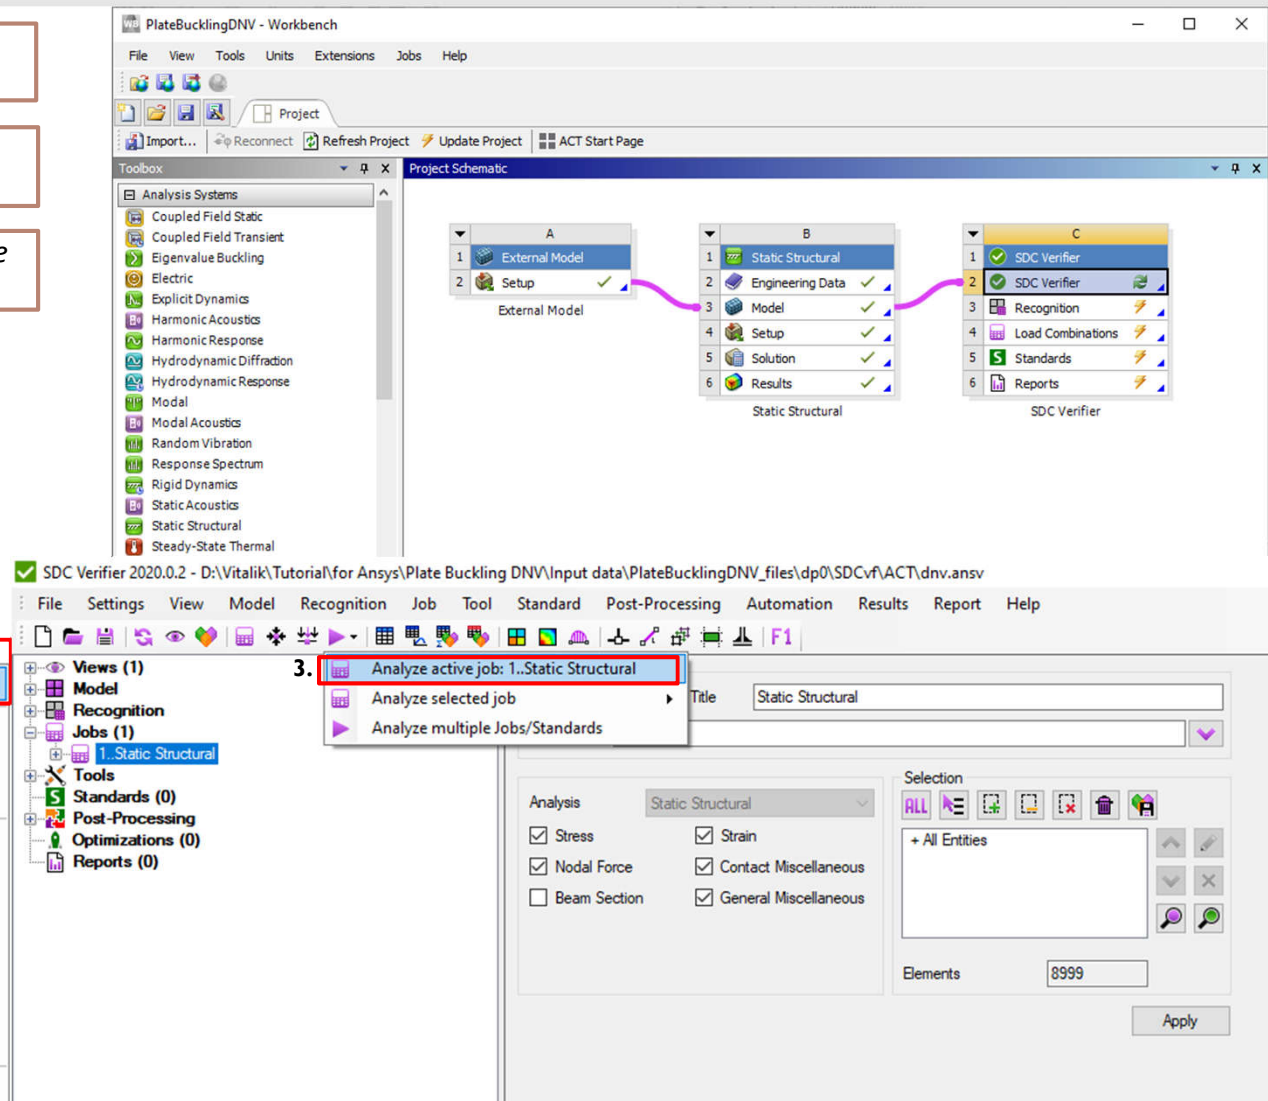 PlateBucklingDNV - Workbench
File View Tools Units Extensions Jobs Help
Project
Import... Reconnect Refresh Project Update Project ACT Start Page
Toolbox
Project Schematic
Analysis Systems
Coupled Field Static
Coupled Field Transient
Eigenvalue Buckling
Electric
Explicit Dynamics
Harmonic Acoustics
Harmonic Response
Hydrodynamic Diffraction
Hydrodynamic Response
Modal
Modal Acoustics
Random Vibration
Response Spectrum
Rigid Dynamics
Static Acoustics
Static Structural
Steady-State Thermal
A
1 External Model
2 Setup
External Model
B
1 Static Structural
2 Engineering Data
3 Model
4 Setup
5 Solution
6 Results
Static Structural
C
1 SDC Verifier
2 SDC Verifier
3 Recognition
4 Load Combinations
5 Standards
6 Reports
SDC Verifier
e
SDC Verifier 2020.0.2 - D:\Vitalik\Tutorial\for Ansys\Plate Buckling DNV\Input data\PlateBucklingDNV_files\dp0\SDCvf\ACT\dnv.ansv
File Settings View Model Recognition Job Tool Standard Post-Processing Automation Results Report Help
F1
Views (1)
Model
Recognition
Jobs (1)
1..Static Structural
Tools
Standards (0)
Post-Processing
Optimizations (0)
Reports (0)
3.
Analyze active job: 1..Static Structural
Analyze selected job
Analyze multiple Jobs/Standards
Title Static Structural
Analysis Static Structural
Stress Strain
Nodal Force Contact Miscellaneous
Beam Section General Miscellaneous
Selection
ALL
+ All Entities
Elements 8999
Apply